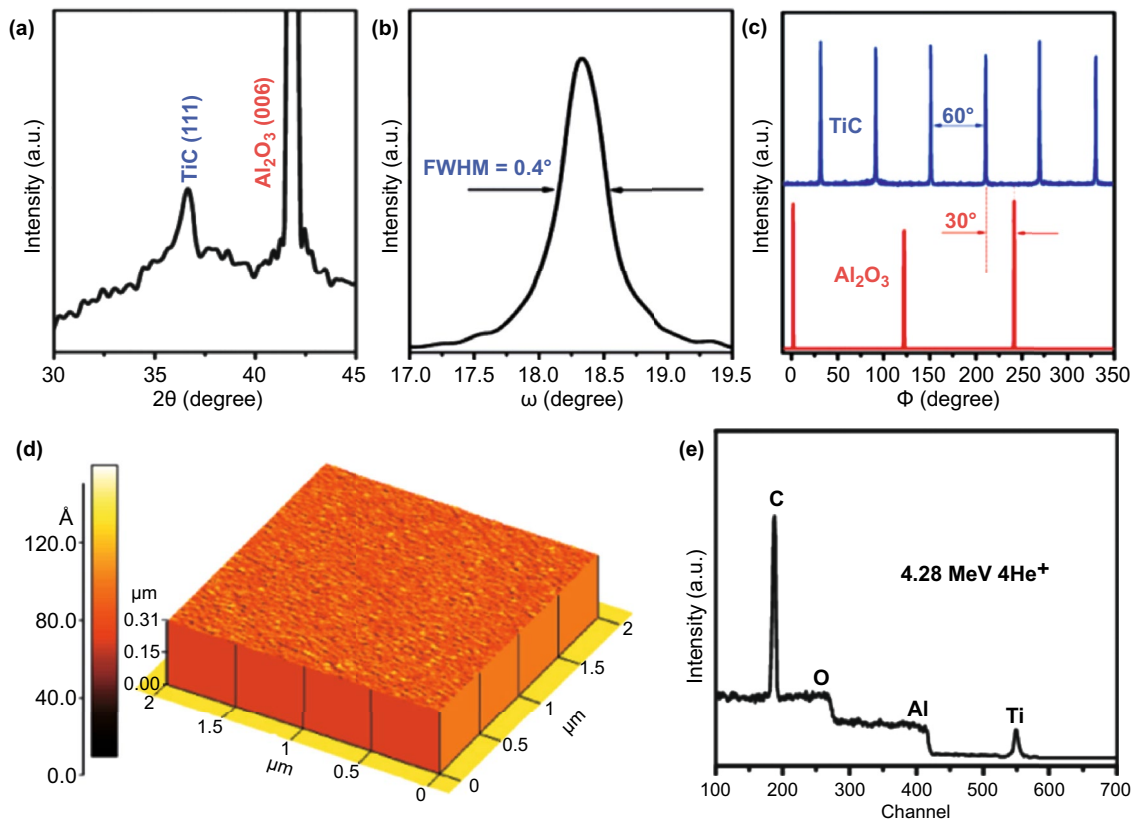 (a)
Intensity (a.u.)
TiC (111)
Al₂O₃ (006)
30 35 40 45
2θ (degree)
(b)
Intensity (a.u.)
FWHM = 0.4°
17.0 17.5 18.0 18.5 19.0 19.5
ω (degree)
(c)
Intensity (a.u.)
TiC
60°
30°
Al₂O₃
0 50 100 150 200 250 300 350
Φ (degree)
(d)
Å
120.0
80.0
40.0
0.0
μm
0.31
0.15
0.00
2
1.5
1
μm
0.5
0
0
0.5
1
μm
1.5
2
(e)
Intensity (a.u.)
C
O
Al
Ti
4.28 MeV 4He⁺
100 200 300 400 500 600 700
Channel